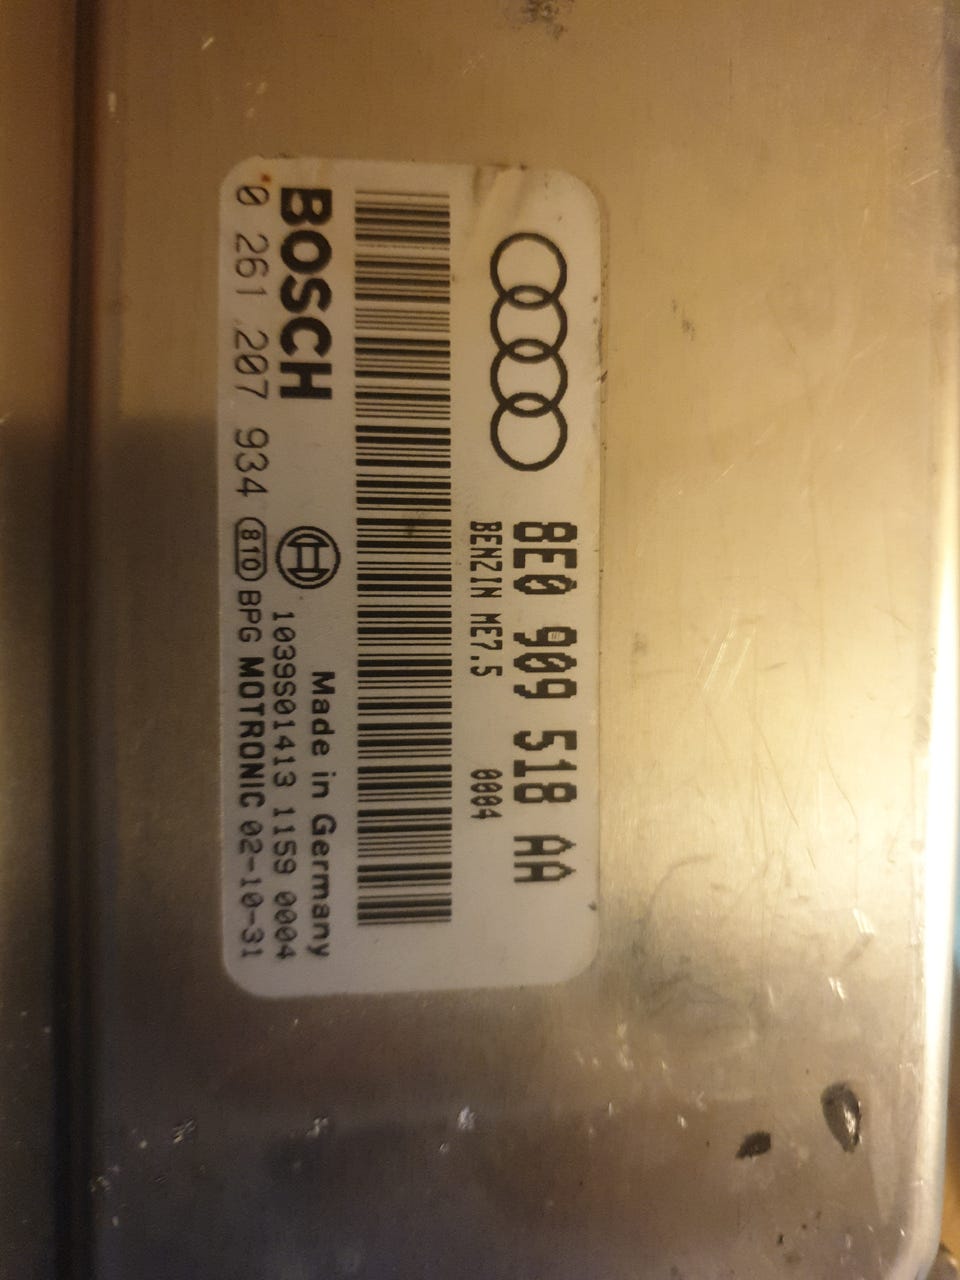 8E0 909 518 AA
BENZIN ME7.5 0004
BOSCH Made in Germany
1039S01413 1159 0004
0 261 207 934 810 BPG MOTRONIC 02-10-31